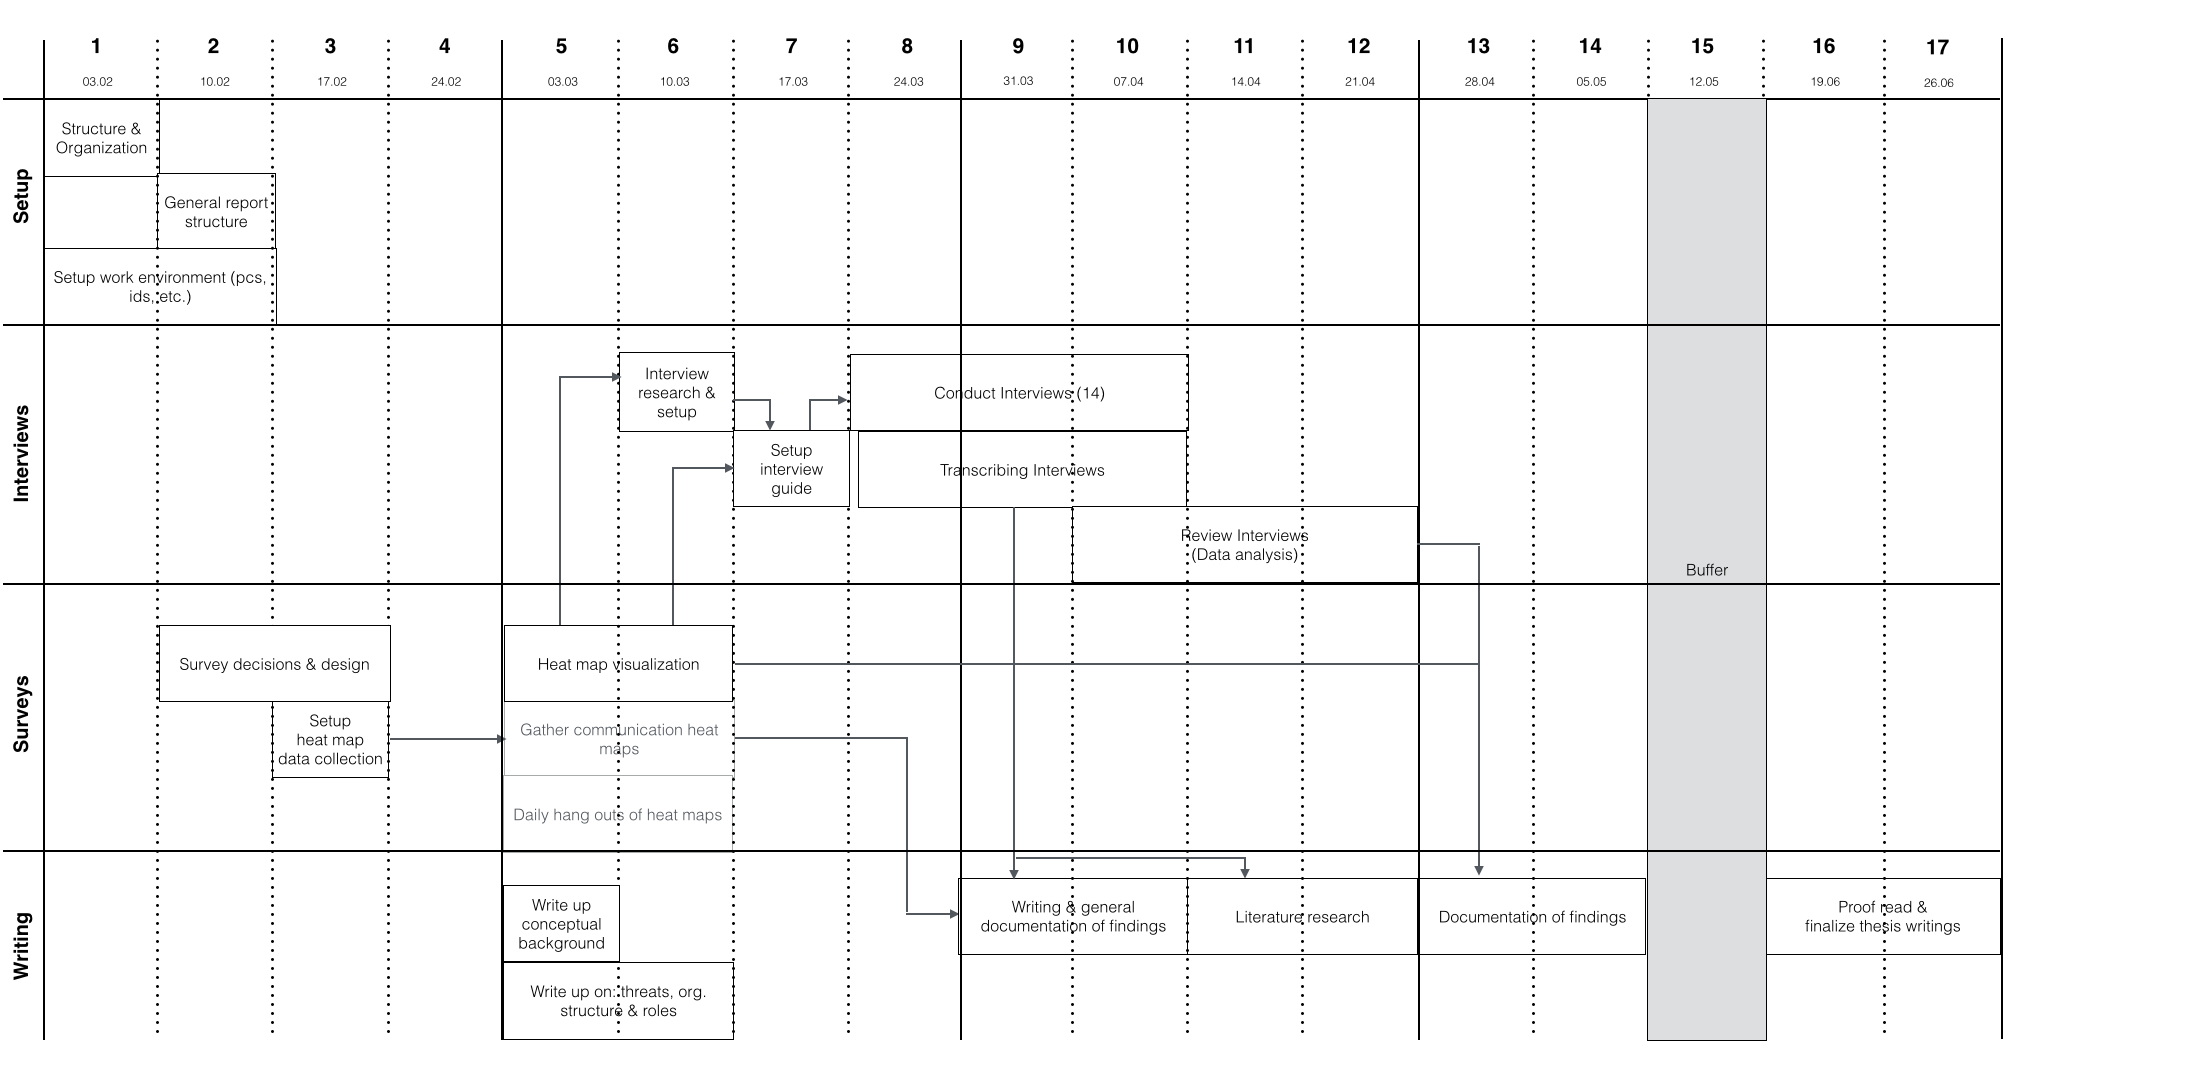 1 2 3 4 5 6 7 8 9 10 11 12 13 14 15 16 17
03.02 10.02 17.02 24.02 03.03 10.03 17.03 24.03 31.03 07.04 14.04 21.04 28.04 05.05 12.05 19.06 26.06
Setup
Structure &
Organization
General report
structure
Setup work environment (pcs,
ids, etc.)
Interviews
Interview
research &
setup
Conduct Interviews (14)
Setup
interview
guide
Transcribing Interviews
Review Interviews
(Data analysis)
Buffer
Surveys
Survey decisions & design
Heat map visualization
Setup
heat map
data collection
Gather communication heat
maps
Daily hang outs of heat maps
Writing
Write up
conceptual
background
Writing & general
documentation of findings
Literature research
Documentation of findings
Proof read &
finalize thesis writings
Write up on: threats, org.
structure & roles